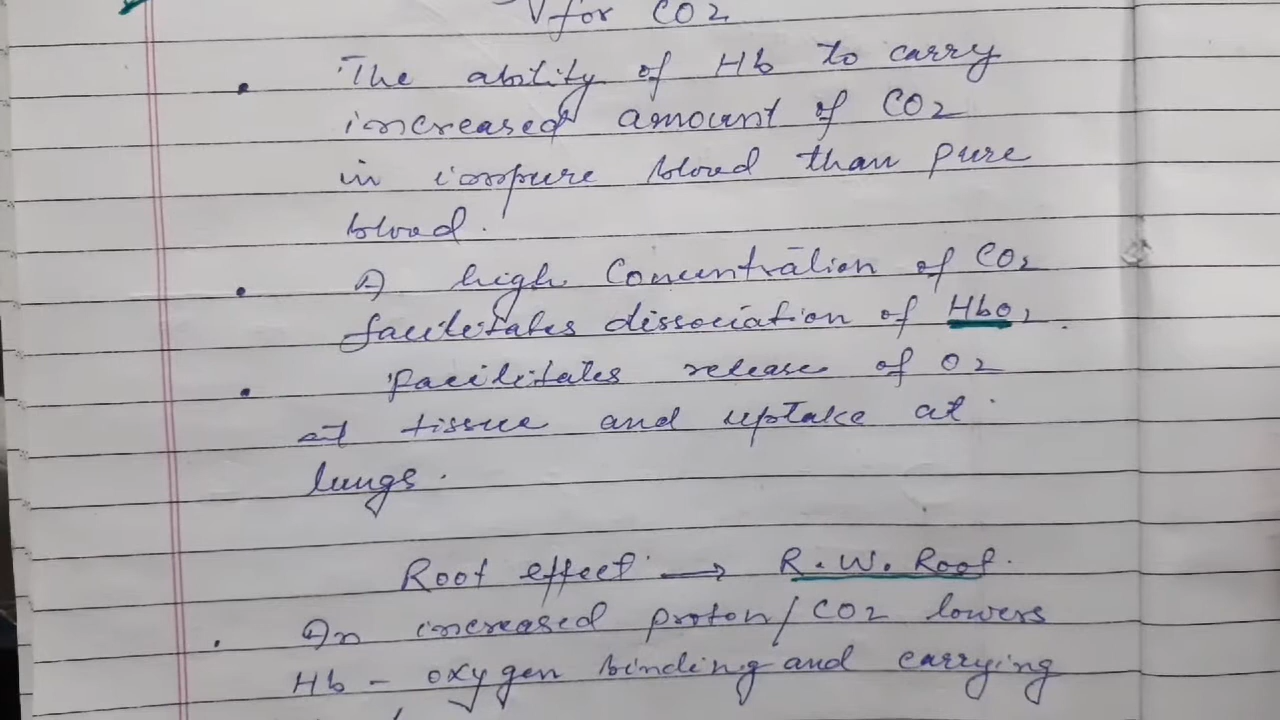 for CO2
• The ability of Hb to carry
increased amount of CO2
in impure blood than pure
blood.
• A high Concentration of CO2
facilitates dissociation of HbO2.
• Facilitates release of O2
at tissue and uptake at
lungs.
Root effect → R.W. Root.
• An increased proton/CO2 lowers
Hb - oxygen binding and carrying